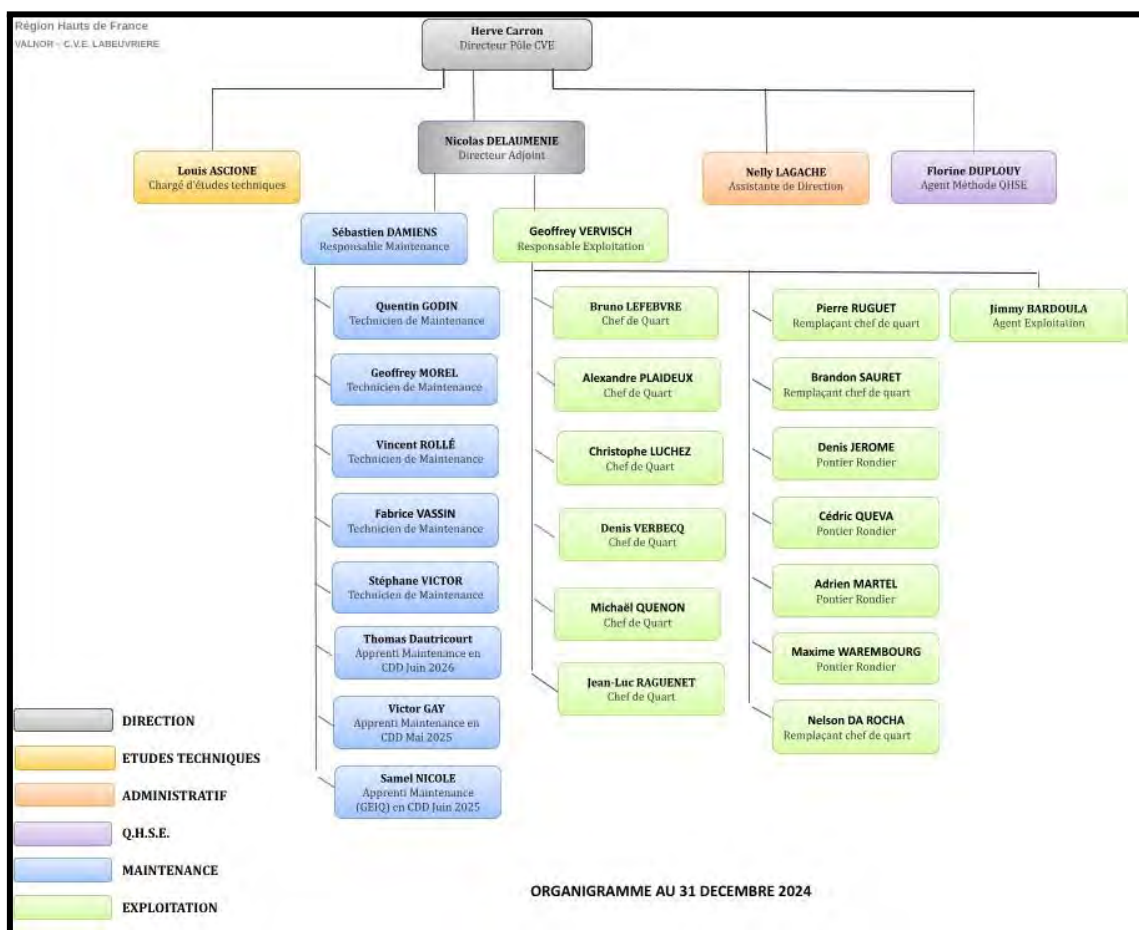 Région Hauts de France
VALNOR - C.V.E. LABEUVRIERE
Herve Carron
Directeur Pôle CVE
Nicolas DELAUMENIE
Directeur Adjoint
Louis ASCIONE
Chargé d'études techniques
Nelly LAGACHE
Assistante de Direction
Florine DUPLOUY
Agent Méthode QHSE
Sébastien DAMIENS
Responsable Maintenance
Geoffrey VERVISCH
Responsable Exploitation
Quentin GODIN
Technicien de Maintenance
Geoffrey MOREL
Technicien de Maintenance
Vincent ROLLÉ
Technicien de Maintenance
Fabrice VASSIN
Technicien de Maintenance
Stéphane VICTOR
Technicien de Maintenance
Thomas Dautricourt
Apprenti Maintenance en
CDD Juin 2026
Victor GAY
Apprenti Maintenance en
CDD Mai 2025
Samel NICOLE
Apprenti Maintenance
(GEIQ) en CDD Juin 2025
Bruno LEFEBVRE
Chef de Quart
Alexandre PLAIDEUX
Chef de Quart
Christophe LUCHEZ
Chef de Quart
Denis VERBECQ
Chef de Quart
Michaël QUENON
Chef de Quart
Jean-Luc RAGUENET
Chef de Quart
Pierre RUGUET
Remplaçant chef de quart
Brandon SAURET
Remplaçant chef de quart
Denis JEROME
Pontier Rondier
Cédric QUEVA
Pontier Rondier
Adrien MARTEL
Pontier Rondier
Maxime WAREMBOURG
Pontier Rondier
Nelson DA ROCHA
Remplaçant chef de quart
Jimmy BARDOULA
Agent Exploitation
DIRECTION
ETUDES TECHNIQUES
ADMINISTRATIF
Q.H.S.E.
MAINTENANCE
EXPLOITATION
ORGANIGRAMME AU 31 DECEMBRE 2024